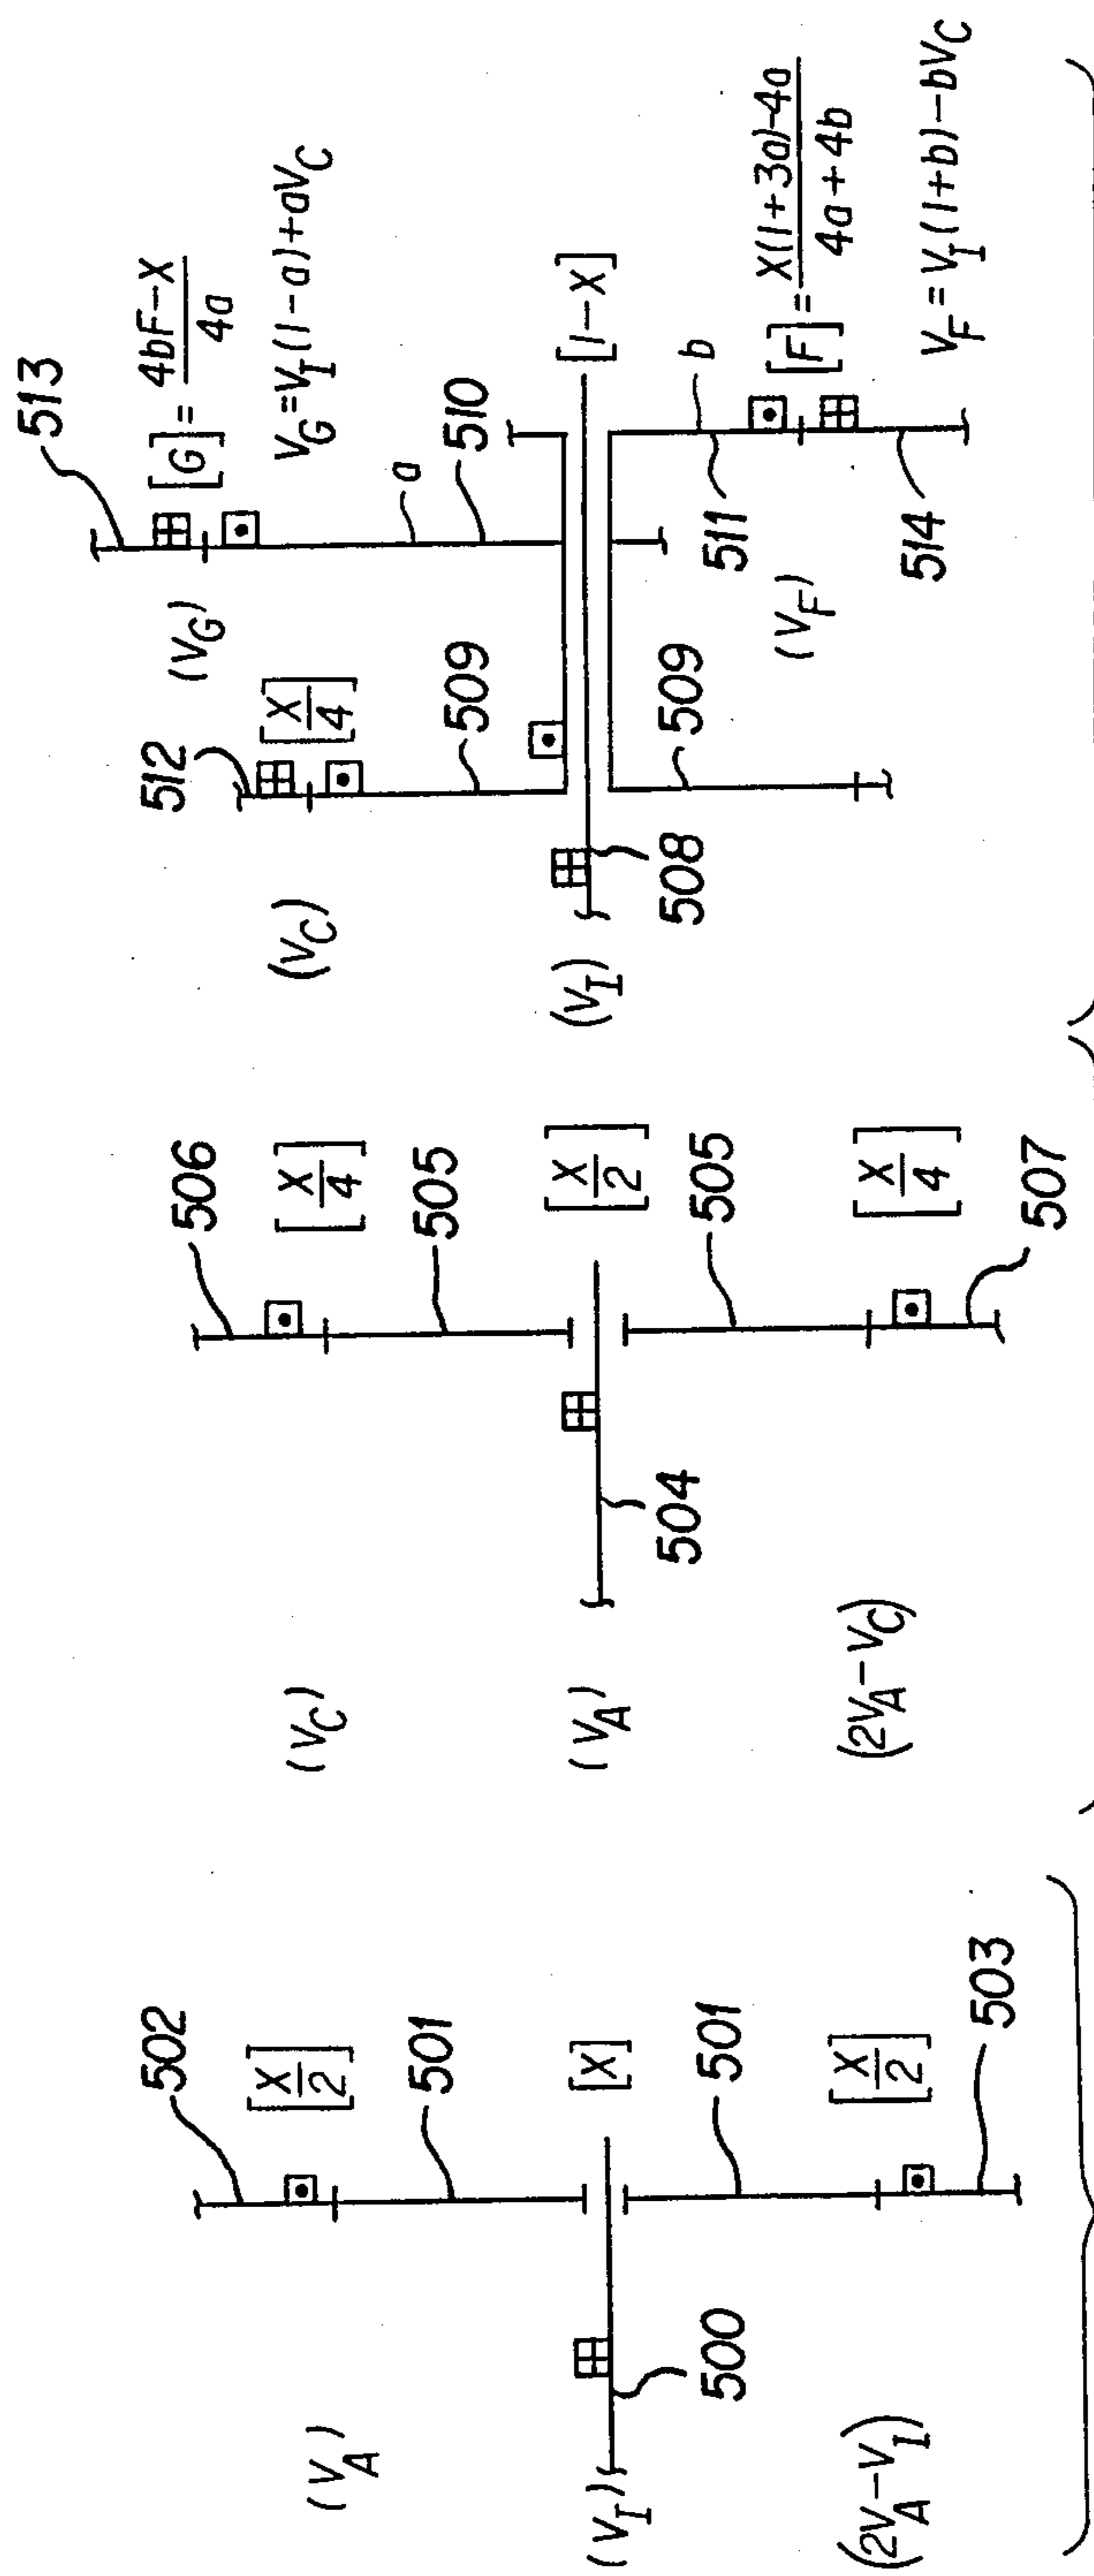 502
[X/2]
(V_A)
501
(V_I)
[X]
500
501
[X/2]
(2V_A-V_I)
503
506
[X/4]
(V_C)
505
(V_A)
[X/2]
504
505
[X/4]
(2V_A-V_C)
507
513
[G]=(4bF-X)/4a
(V_G)
V_G=V_I(1-a)+aV_C
512
[X/4]
a
(V_C)
509
510
(V_I)
[1-X]
508
509
b
511
[F]=(X(1+3a)-4a)/(4a+4b)
(V_F)
514
V_F=V_I(1+b)-bV_C